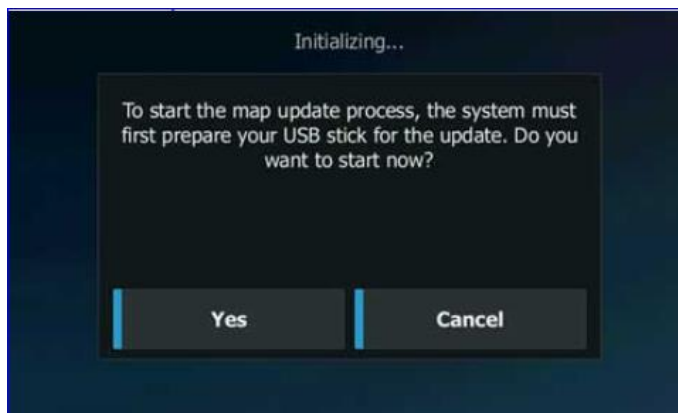 Initializing...
To start the map update process, the system must
first prepare your USB stick for the update. Do you
want to start now?
Yes
Cancel